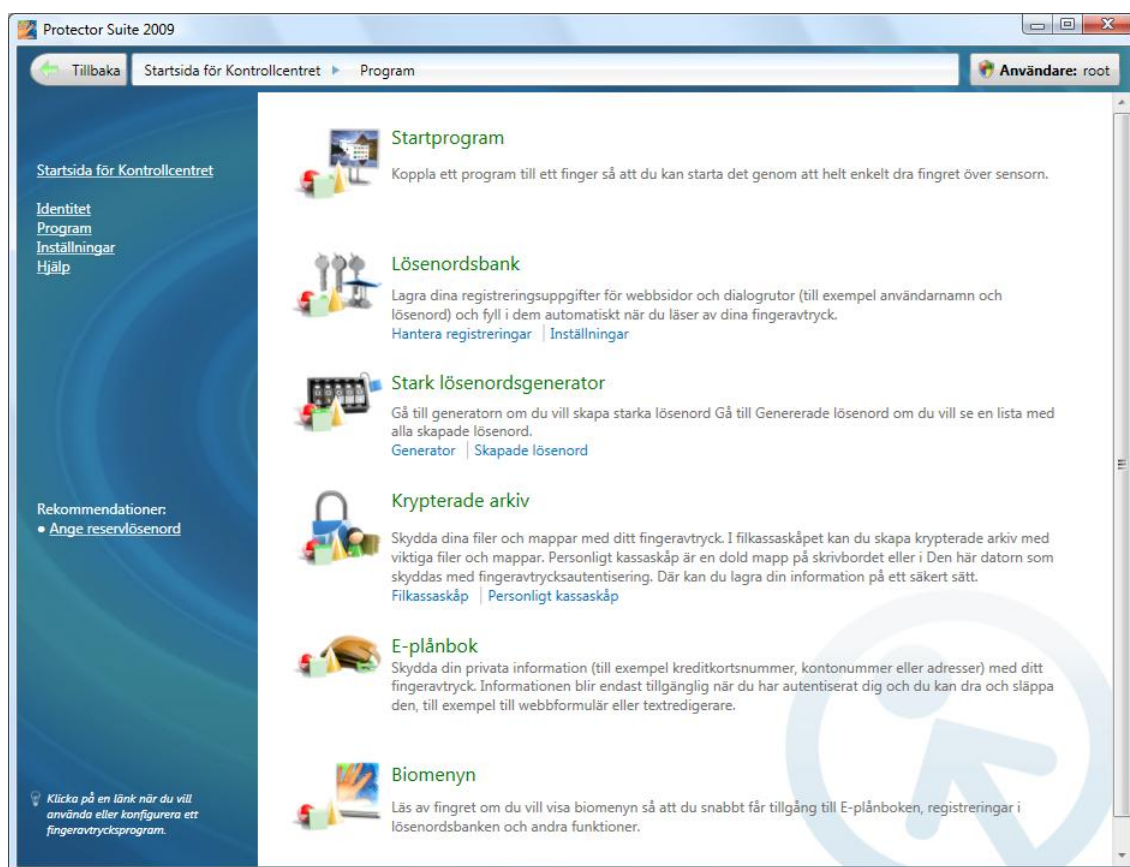 Protector Suite 2009
Tillbaka
Startsida för Kontrollcentret
Program
Användare: root
Startsida för Kontrollcentret
Identitet
Program
Inställningar
Hjälp
Rekommendationer:
• Ange reservlösenord
Klicka på en länk när du vill
använda eller konfigurera ett
fingeravtrycksprogram.
Startprogram
Koppla ett program till ett finger så att du kan starta det genom att helt enkelt dra fingret över sensorn.
Lösenordsbank
Lagra dina registreringsuppgifter för webbsidor och dialogrutor (till exempel användarnamn och
lösenord) och fyll i dem automatiskt när du läser av dina fingeravtryck.
Hantera registreringar | Inställningar
Stark lösenordsgenerator
Gå till generatorn om du vill skapa starka lösenord Gå till Genererade lösenord om du vill se en lista med
alla skapade lösenord.
Generator | Skapade lösenord
Krypterade arkiv
Skydda dina filer och mappar med ditt fingeravtryck. I filkassaskåpet kan du skapa krypterade arkiv med
viktiga filer och mappar. Personligt kassaskåp är en dold mapp på skrivbordet eller i Den här datorn som
skyddas med fingeravtrycksautentisering. Där kan du lagra din information på ett säkert sätt.
Filkassaskåp | Personligt kassaskåp
E-plånbok
Skydda din privata information (till exempel kreditkortsnummer, kontonummer eller adresser) med ditt
fingeravtryck. Informationen blir endast tillgänglig när du har autentiserat dig och du kan dra och släppa
den, till exempel till webbformulär eller textredigerare.
Biomenyn
Läs av fingret om du vill visa biomenyn så att du snabbt får tillgång till E-plånboken, registreringar i
lösenordsbanken och andra funktioner.